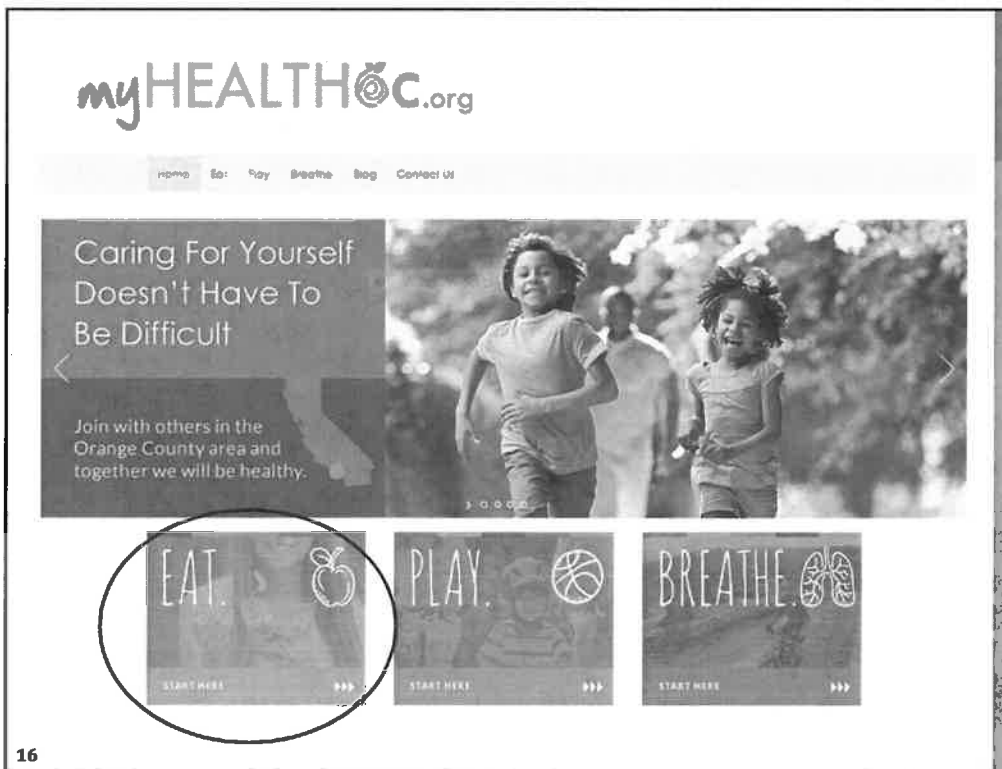 myHEALTHOC.org
Home Eat Play Breathe Blog Contact Us
Caring For Yourself
Doesn't Have To
Be Difficult
Join with others in the
Orange County area and
together we will be healthy.
EAT. PLAY. BREATHE.
START HERE START HERE START HERE
16